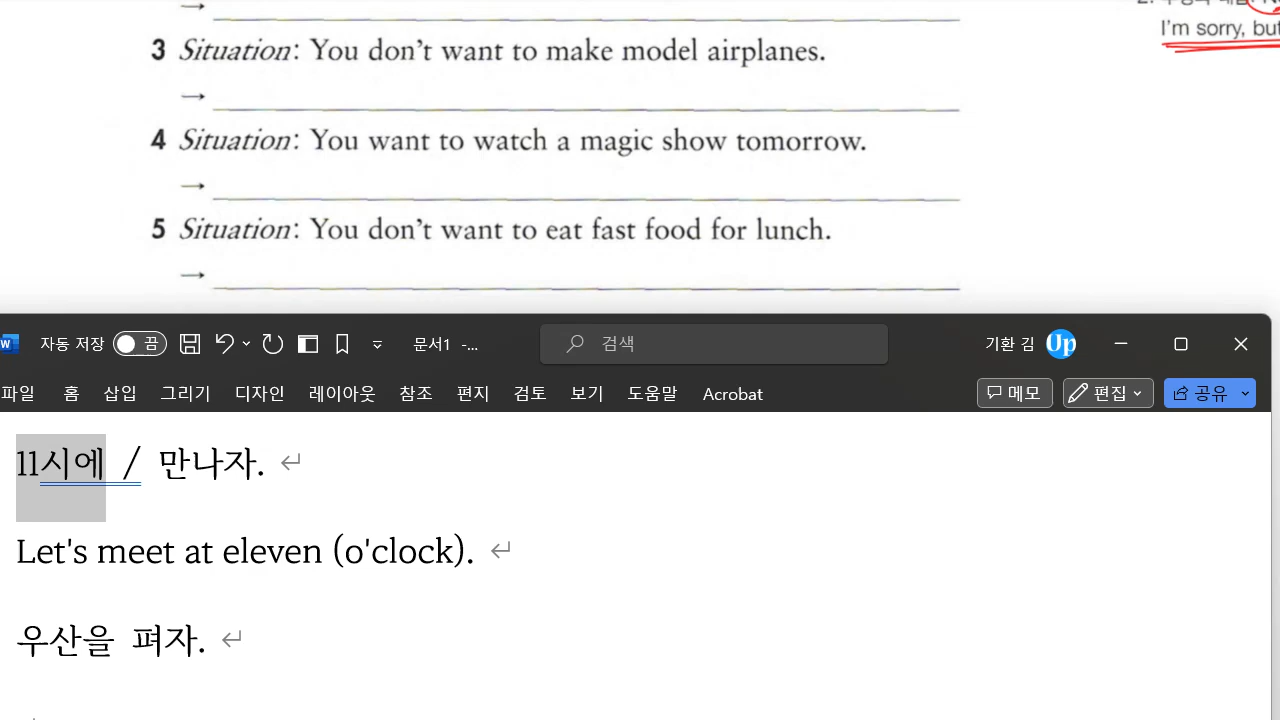 →
3 Situation: You don't want to make model airplanes.
→
4 Situation: You want to watch a magic show tomorrow.
→
5 Situation: You don't want to eat fast food for lunch.
→
I'm sorry, but
자동 저장 끔 문서1 -... 검색 기환 김 Up
파일 홈 삽입 그리기 디자인 레이아웃 참조 편지 검토 보기 도움말 Acrobat 메모 편집 공유
11시에 / 만나자.
Let's meet at eleven (o'clock).
우산을 펴자.